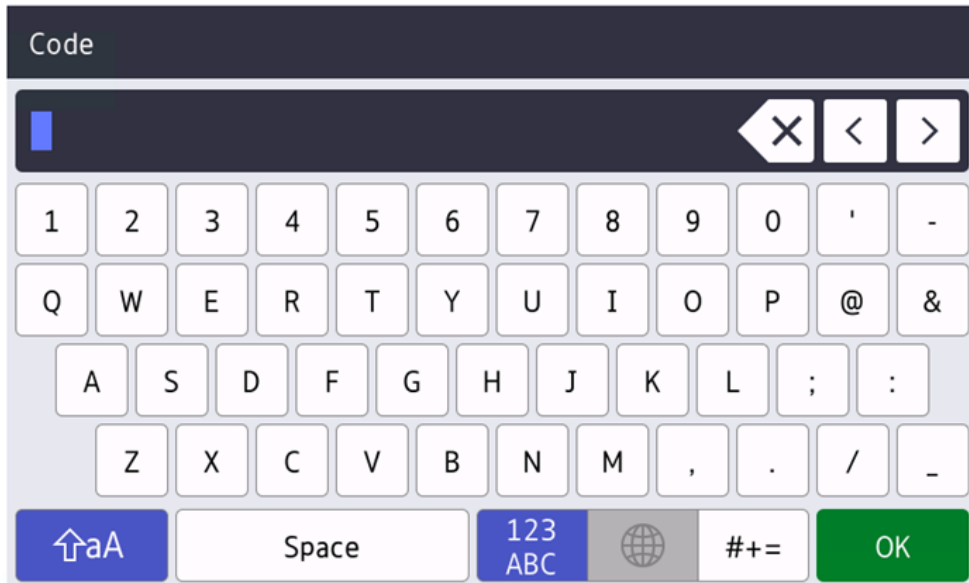 Code
1 2 3 4 5 6 7 8 9 0 ' -
Q W E R T Y U I O P @ &
A S D F G H J K L ; :
Z X C V B N M , . / _
aA Space 123 ABC #+= OK